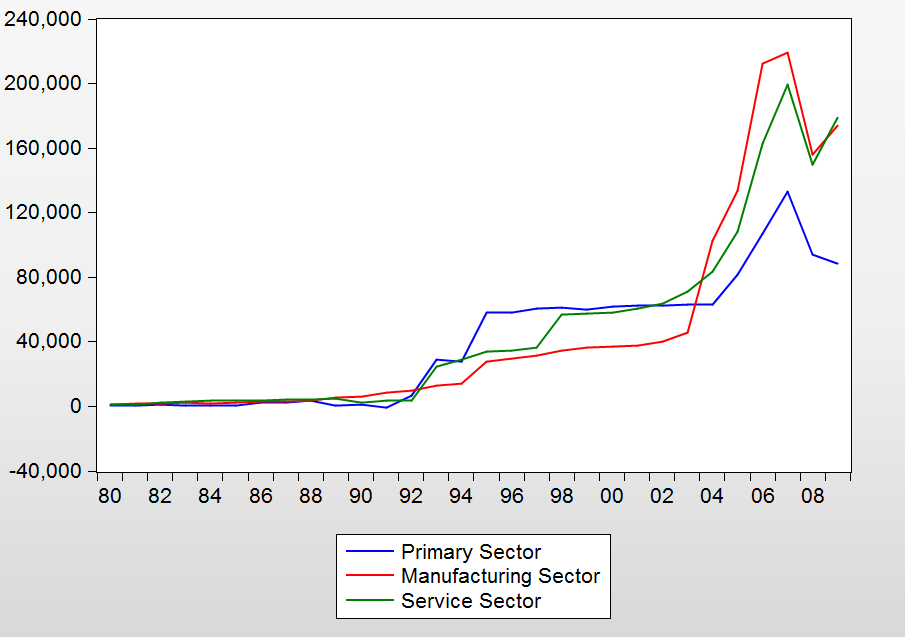 240,000
200,000
160,000
120,000
80,000
40,000
0
-40,000
80 82 84 86 88 90 92 94 96 98 00 02 04 06 08
Primary Sector
Manufacturing Sector
Service Sector